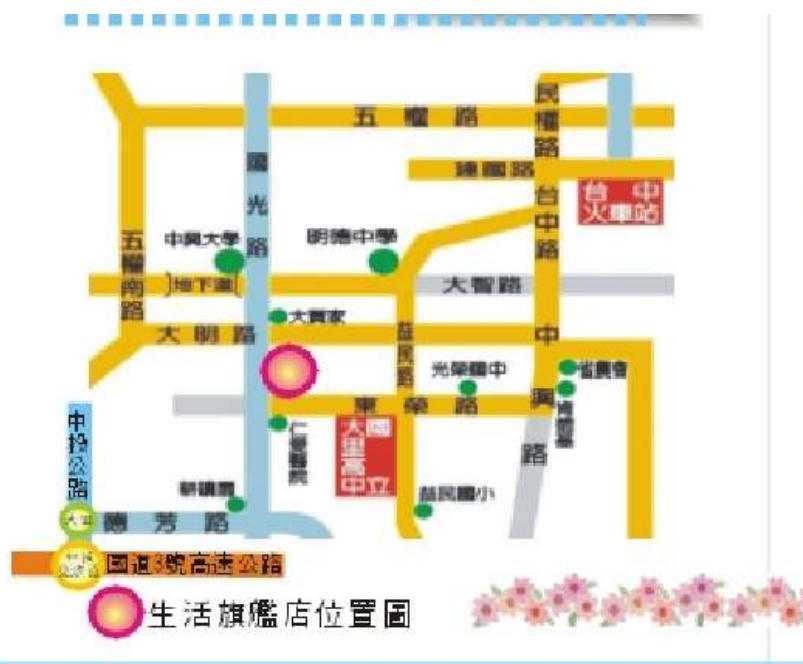 五權路
民權路
建國路
國光路
台中
火車站
台中路
中興大學
明德中學
五權南路
地下道
大智路
大買家
大明路
益民路
中興路
光榮國中
省農會
東榮路
中投公路
仁愛醫院
國立
大里高中
益民國小
德芳路
國道3號高速公路
生活旗艦店位置圖